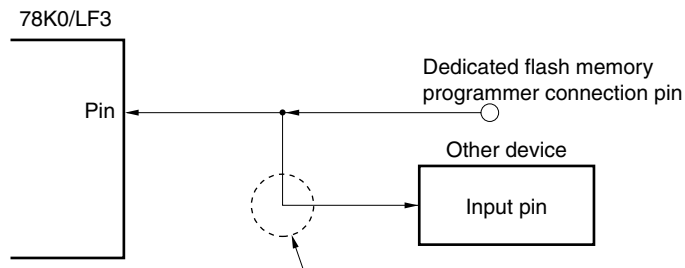 78K0/LF3
Dedicated flash memory
programmer connection pin
Pin
Other device
Input pin